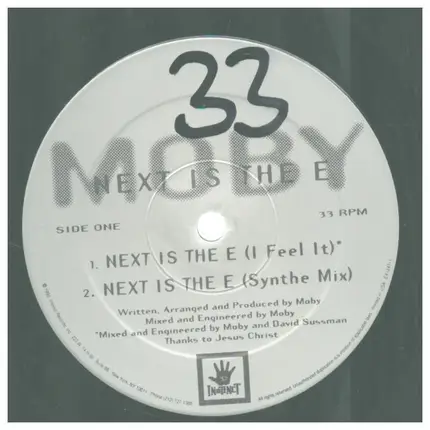 33
MOBY
NEXT IS THE E
SIDE ONE
33 RPM
1. NEXT IS THE E (I Feel It)*
2. NEXT IS THE E (Synthe Mix)
Written, Arranged and Produced by Moby
Mixed and Engineered by Moby
*Mixed and Engineered by Moby and David Sussman
Thanks to Jesus Christ
INSTINCT